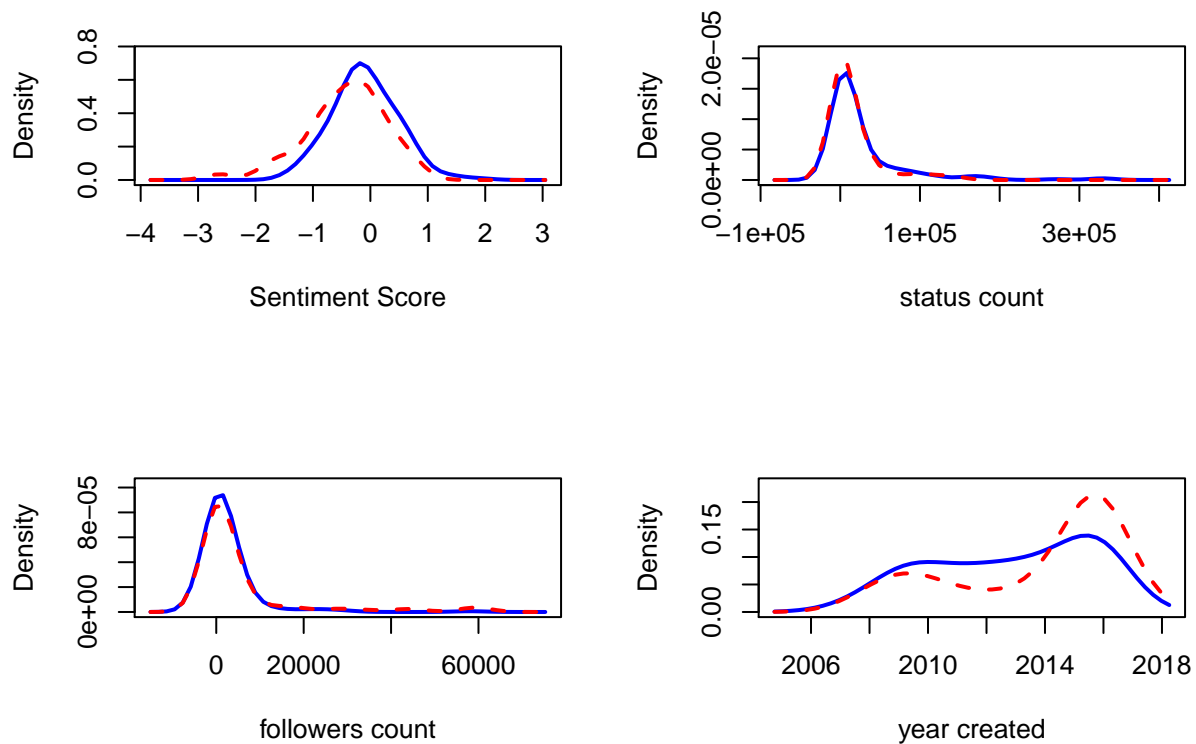 Density
0.0 0.4 0.8
−4 −3 −2 −1 0 1 2 3
Sentiment Score
Density
0.0e+00 2.0e−05
−1e+05 1e+05 3e+05
status count
Density
0e+00 8e−05
0 20000 60000
followers count
Density
0.00 0.15
2006 2010 2014 2018
year created